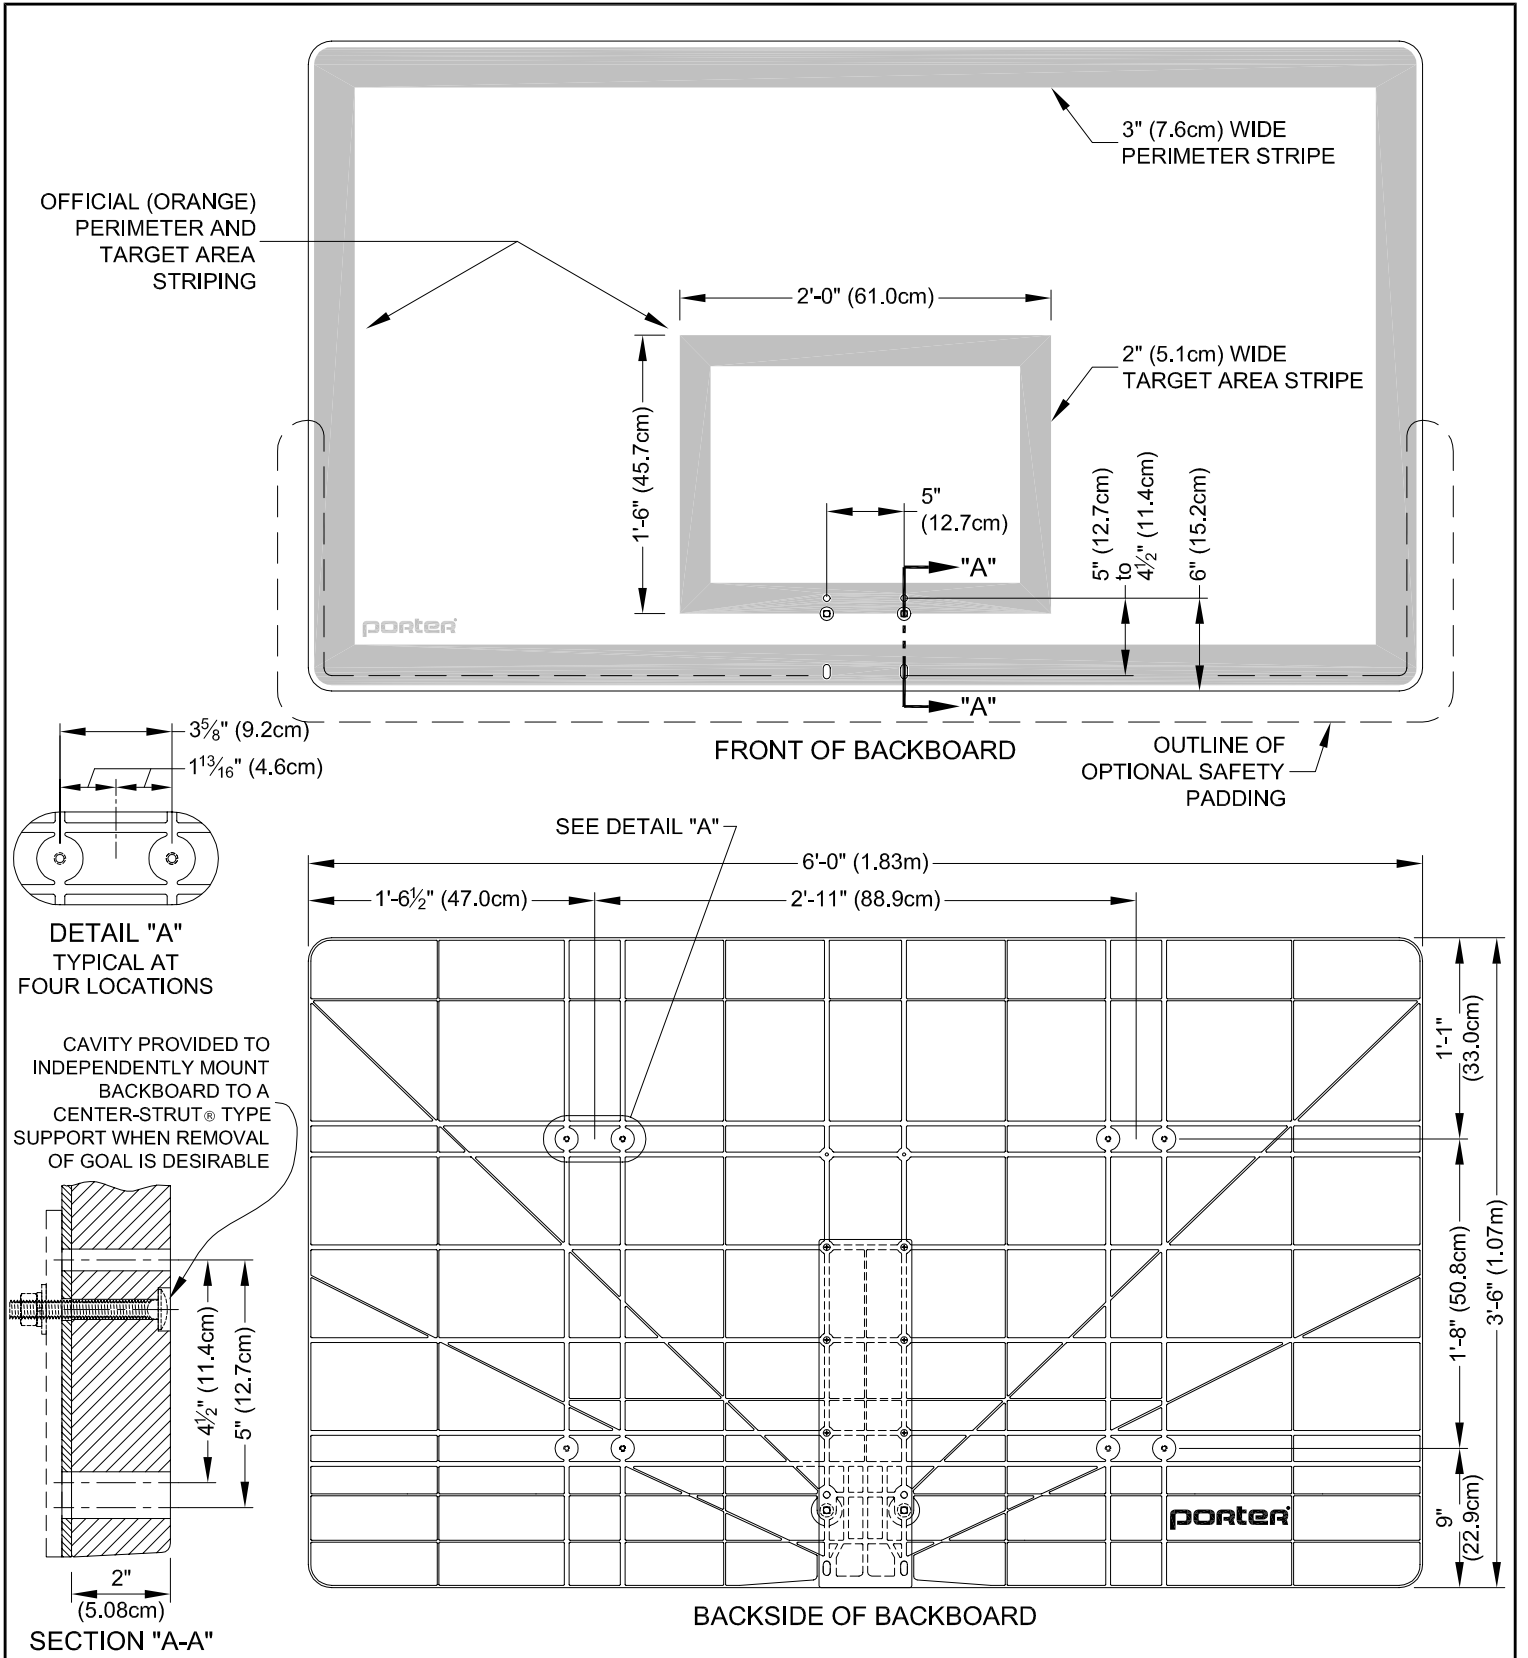 3" (7.6cm) WIDE
PERIMETER STRIPE
OFFICIAL (ORANGE)
PERIMETER AND
TARGET AREA
STRIPING
2'-0" (61.0cm)
2" (5.1cm) WIDE
TARGET AREA STRIPE
1'-6" (45.7cm)
5"
(12.7cm)
5" (12.7cm)
to
4½" (11.4cm)
6" (15.2cm)
"A"
PORTER
"A"
FRONT OF BACKBOARD
OUTLINE OF
OPTIONAL SAFETY
PADDING
3⅝" (9.2cm)
1¹³⁄₁₆" (4.6cm)
DETAIL "A"
TYPICAL AT
FOUR LOCATIONS
SEE DETAIL "A"
6'-0" (1.83m)
1'-6½" (47.0cm)
2'-11" (88.9cm)
1'-1"
(33.0cm)
1'-8" (50.8cm)
3'-6" (1.07m)
9"
(22.9cm)
CAVITY PROVIDED TO
INDEPENDENTLY MOUNT
BACKBOARD TO A
CENTER-STRUT® TYPE
SUPPORT WHEN REMOVAL
OF GOAL IS DESIRABLE
4½" (11.4cm)
5" (12.7cm)
2"
(5.08cm)
SECTION "A-A"
PORTER
BACKSIDE OF BACKBOARD